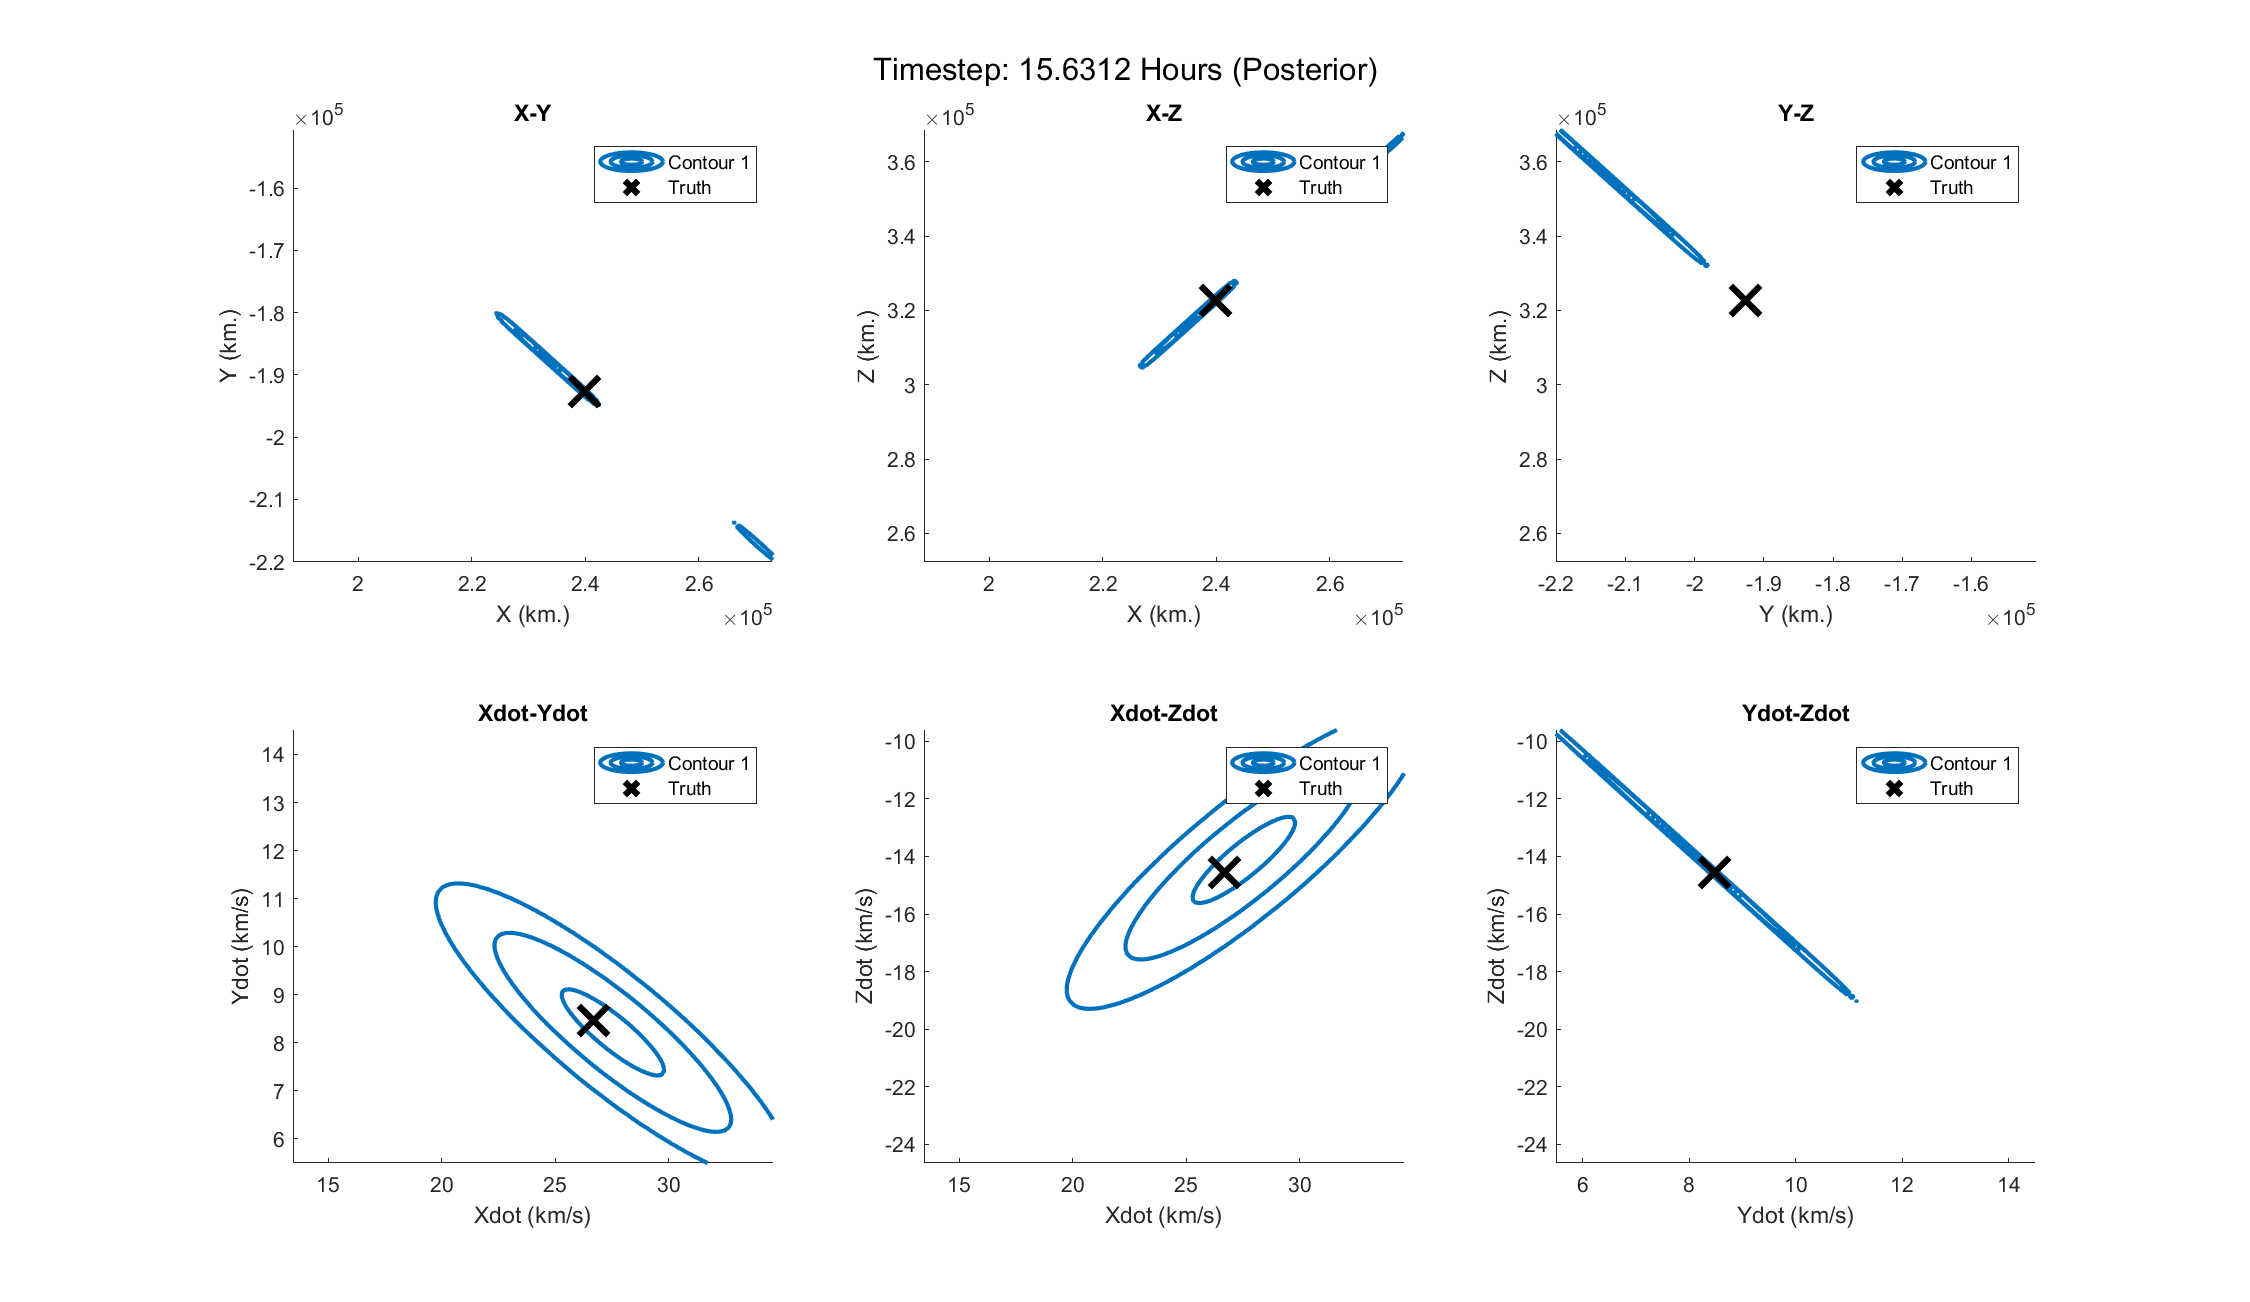 Timestep: 15.6312 Hours (Posterior)
X-Y
×10^5
Contour 1
Truth
-1.6
-1.7
-1.8
-1.9
-2
-2.1
-2.2
Y (km.)
2 2.2 2.4 2.6
X (km.)
×10^5
X-Z
×10^5
Contour 1
Truth
3.6
3.4
3.2
3
2.8
2.6
Z (km.)
2 2.2 2.4 2.6
X (km.)
×10^5
Y-Z
×10^5
Contour 1
Truth
3.6
3.4
3.2
3
2.8
2.6
Z (km.)
-2.2 -2.1 -2 -1.9 -1.8 -1.7 -1.6
Y (km.)
×10^5
Xdot-Ydot
Contour 1
Truth
14
13
12
11
10
9
8
7
6
Ydot (km/s)
15 20 25 30
Xdot (km/s)
Xdot-Zdot
Contour 1
Truth
-10
-12
-14
-16
-18
-20
-22
-24
Zdot (km/s)
15 20 25 30
Xdot (km/s)
Ydot-Zdot
Contour 1
Truth
-10
-12
-14
-16
-18
-20
-22
-24
Zdot (km/s)
6 8 10 12 14
Ydot (km/s)